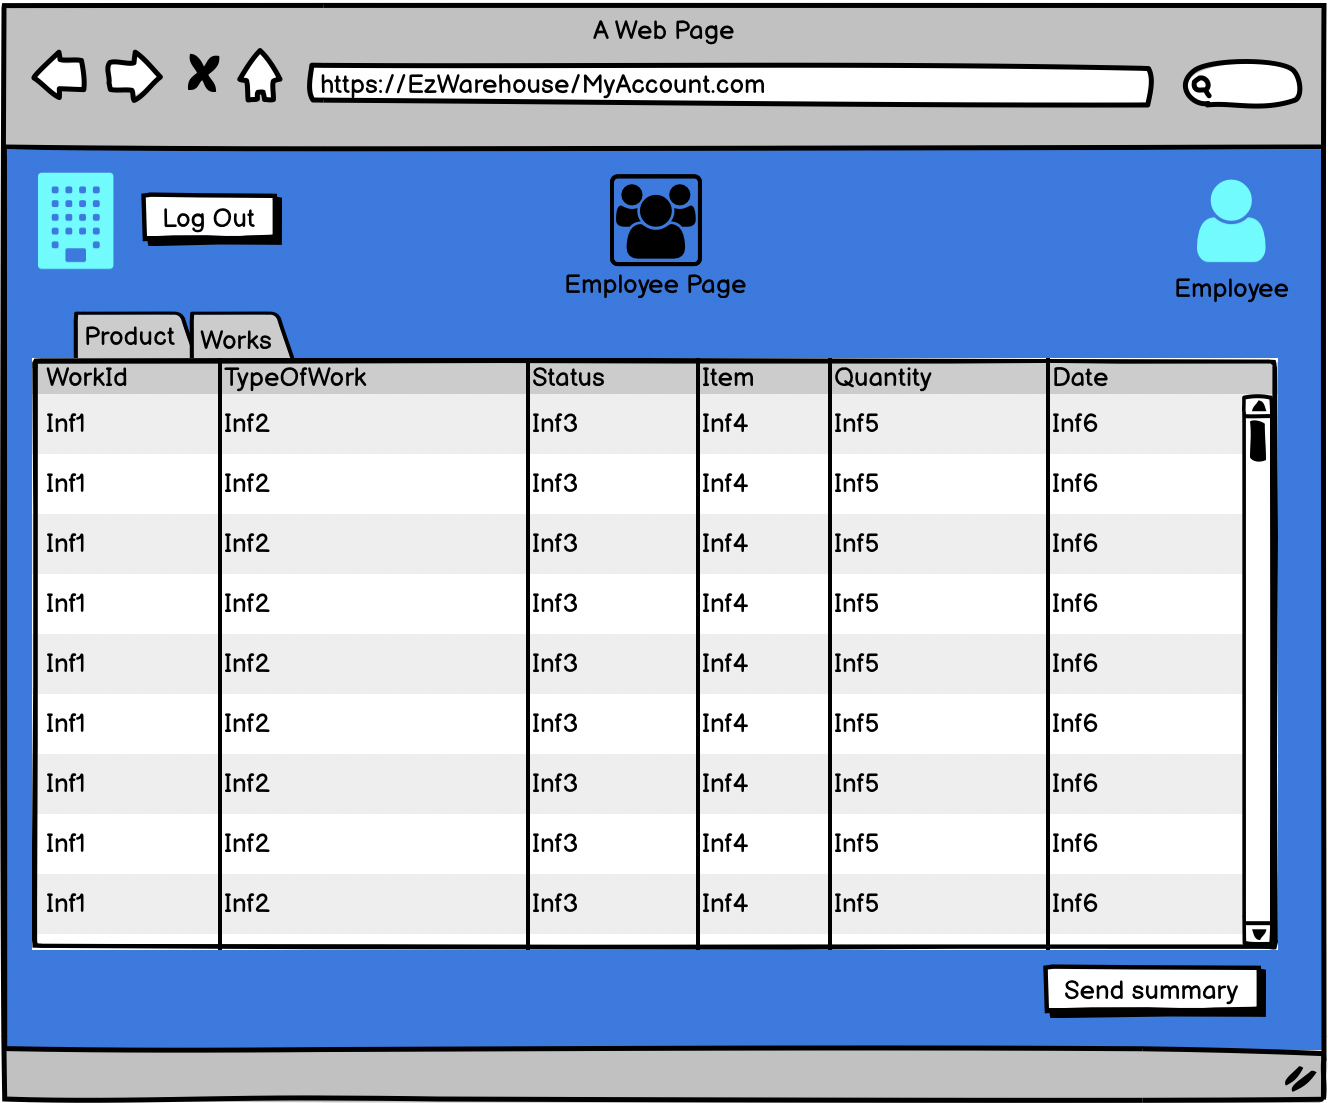 A Web Page
https://EzWarehouse/MyAccount.com
Log Out
Employee Page
Employee
Product Works
WorkId TypeOfWork Status Item Quantity Date
Inf1 Inf2 Inf3 Inf4 Inf5 Inf6
Inf1 Inf2 Inf3 Inf4 Inf5 Inf6
Inf1 Inf2 Inf3 Inf4 Inf5 Inf6
Inf1 Inf2 Inf3 Inf4 Inf5 Inf6
Inf1 Inf2 Inf3 Inf4 Inf5 Inf6
Inf1 Inf2 Inf3 Inf4 Inf5 Inf6
Inf1 Inf2 Inf3 Inf4 Inf5 Inf6
Inf1 Inf2 Inf3 Inf4 Inf5 Inf6
Inf1 Inf2 Inf3 Inf4 Inf5 Inf6
Send summary